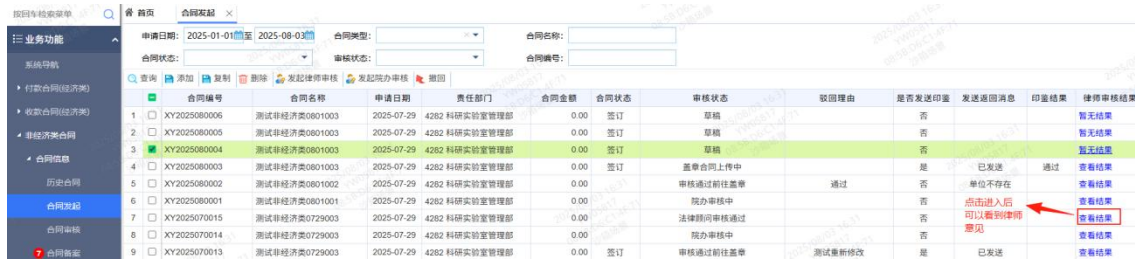 按回车检索菜单 首页 合同发起 ×
业务功能
系统导航
付款合同(经济类)
收款合同(经济类)
非经济类合同
合同信息
历史合同
合同发起
合同审核
7 合同备案
申请日期: 2025-01-01 至 2025-08-03 合同类型: 合同名称:
合同状态: 审核状态: 合同编号:
查询 添加 复制 删除 发起律师审核 发起院办审核 撤回
合同编号 合同名称 申请日期 责任部门 合同金额 合同状态 审核状态 驳回理由 是否发送印鉴 发送返回消息 印鉴结果 律师审核结果
1 XY2025080006 测试非经济类0801003 2025-07-29 4282 科研实验室管理部 0.00 签订 草稿 否 暂无结果
2 XY2025080005 测试非经济类0801003 2025-07-29 4282 科研实验室管理部 0.00 签订 草稿 否 暂无结果
3 XY2025080004 测试非经济类0801003 2025-07-29 4282 科研实验室管理部 0.00 签订 草稿 否 暂无结果
4 XY2025080003 测试非经济类0801003 2025-07-29 4282 科研实验室管理部 0.00 签订 盖章合同上传中 是 已发送 通过 查看结果
5 XY2025080002 测试非经济类0801002 2025-07-29 4282 科研实验室管理部 0.00 审核通过前往盖章 通过 否 单位不存在 查看结果
6 XY2025080001 测试非经济类0801001 2025-07-29 4282 科研实验室管理部 0.00 院办审核中 否 查看结果
7 XY2025070015 测试非经济类0729003 2025-07-29 4282 科研实验室管理部 0.00 法律顾问审核通过 否 查看结果
8 XY2025070014 测试非经济类0729003 2025-07-29 4282 科研实验室管理部 0.00 院办审核中 否 查看结果
9 XY2025070013 测试非经济类0729003 2025-07-29 4282 科研实验室管理部 0.00 签订 审核通过前往盖章 测试重新修改 是 已发送 查看结果
点击进入后
可以看到律师
意见